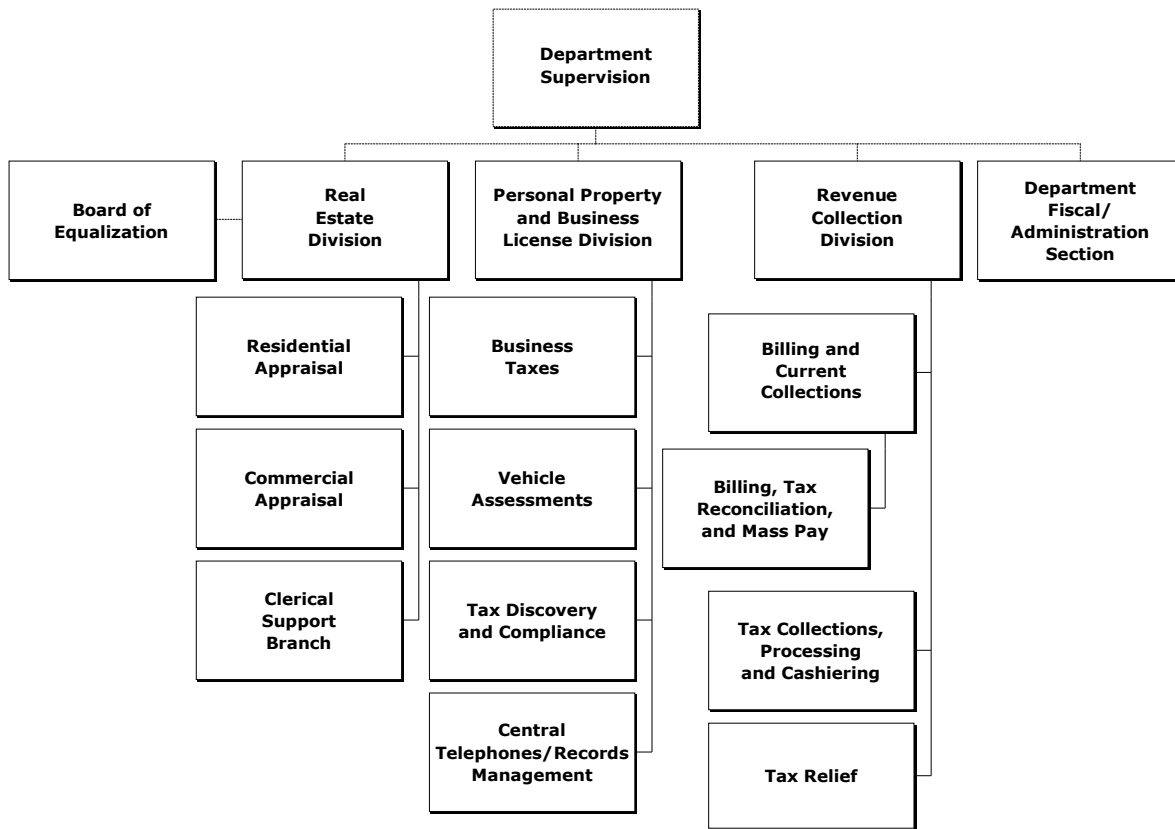 Department
Supervision
Board of
Equalization
Real
Estate
Division
Personal Property
and Business
License Division
Revenue
Collection
Division
Department
Fiscal/
Administration
Section
Residential
Appraisal
Business
Taxes
Billing and
Current
Collections
Commercial
Appraisal
Vehicle
Assessments
Billing, Tax
Reconciliation,
and Mass Pay
Clerical
Support
Branch
Tax Discovery
and Compliance
Tax Collections,
Processing
and Cashiering
Central
Telephones/Records
Management
Tax Relief